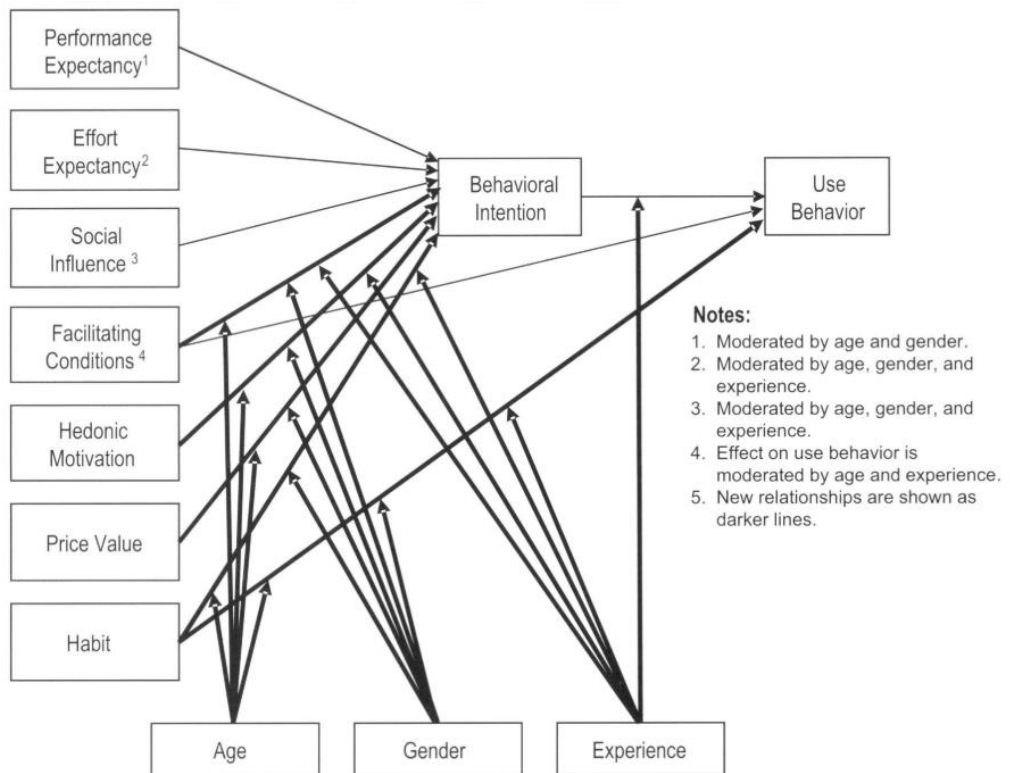 Performance
Expectancy1
Effort
Expectancy2
Social
Influence 3
Facilitating
Conditions 4
Hedonic
Motivation
Price Value
Habit
Behavioral
Intention
Use
Behavior
Notes:
1. Moderated by age and gender.
2. Moderated by age, gender, and
experience.
3. Moderated by age, gender, and
experience.
4. Effect on use behavior is
moderated by age and experience.
5. New relationships are shown as
darker lines.
Age
Gender
Experience